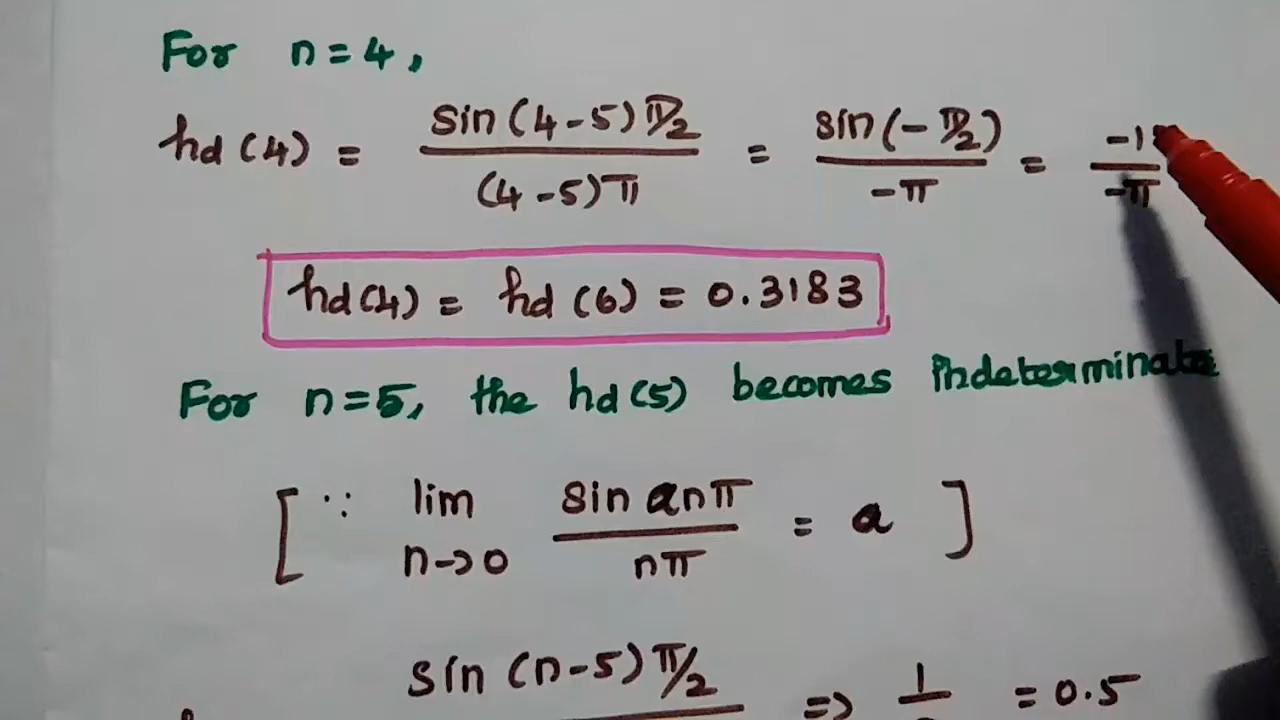 For n=4,
hd(4) = sin(4-5)π/2 / (4-5)π = sin(-π/2) / -π = -1 / -π
hd(4) = hd(6) = 0.3183
For n=5, the hd(5) becomes indeterminate
[ ∵ lim n→0 sin anπ / nπ = a ]
sin (n-5)π/2 => 1 = 0.5